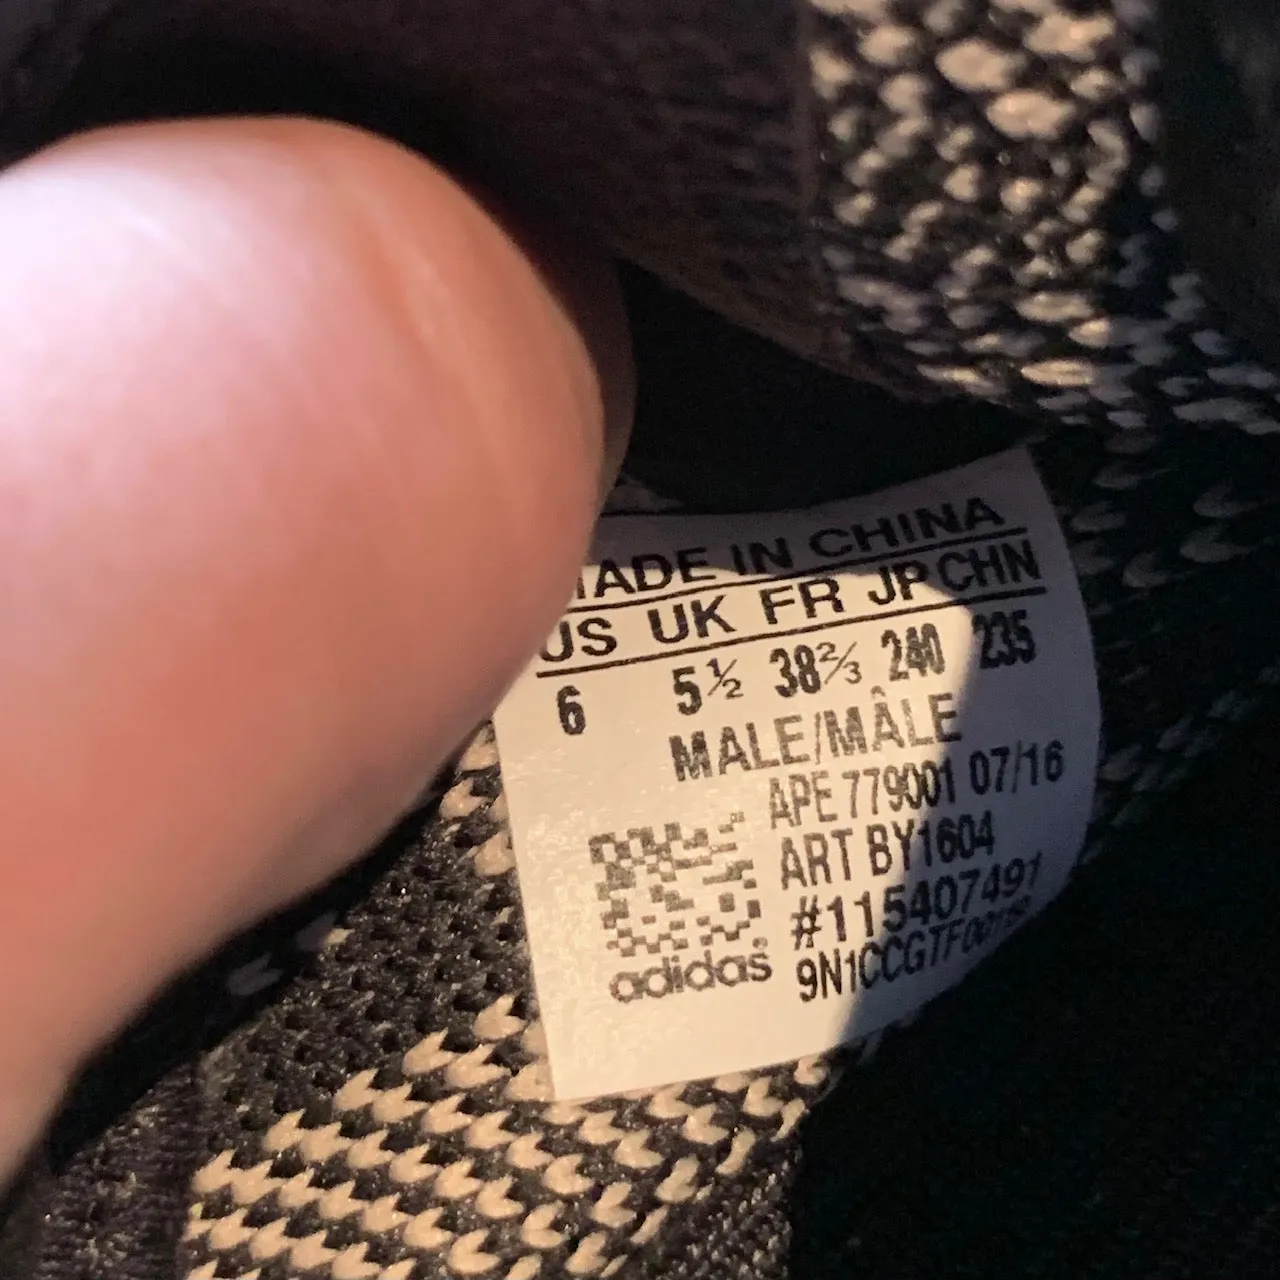 MADE IN CHINA
US UK FR JP CHN
6 5½ 38⅔ 240 235
MALE/MÂLE
APE 779001 07/16
ART BY1604
#115407497
adidas®